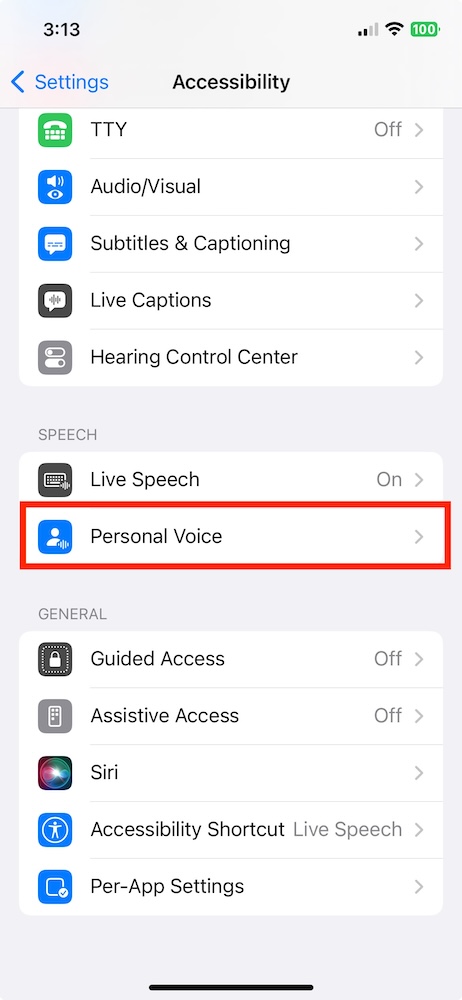 3:13
100
Settings
Accessibility
TTY Off
Audio/Visual
Subtitles & Captioning
Live Captions
Hearing Control Center
SPEECH
Live Speech On
Personal Voice
GENERAL
Guided Access Off
Assistive Access Off
Siri
Accessibility Shortcut Live Speech
Per-App Settings